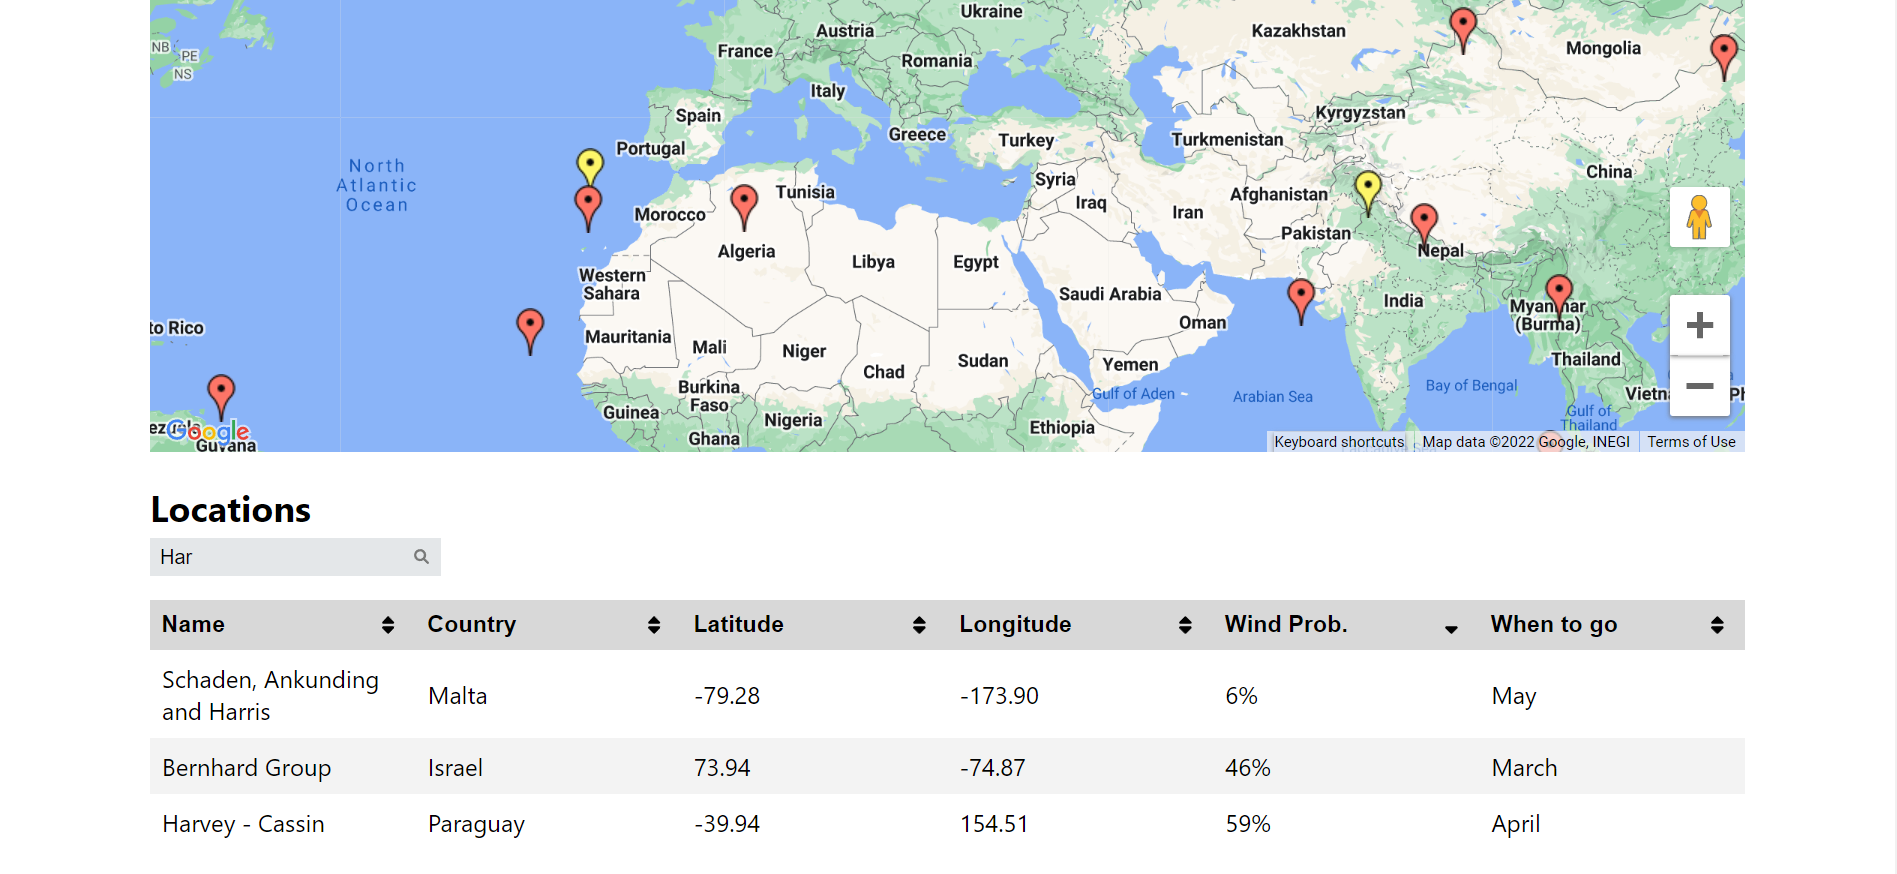 Ukraine
Austria
Kazakhstan
NB
PE
France
Mongolia
Romania
NS
Italy
Spain
Kyrgyzstan
Greece
Turkey
Turkmenistan
Portugal
North
Atlantic
Ocean
China
Syria
Tunisia
Afghanistan
Iraq
Iran
Morocco
Pakistan
Algeria
Nepal
Libya
Egypt
Western
Sahara
Saudi Arabia
India
Myanmar
(Burma)
Oman
to Rico
Mauritania
Mali
Niger
Sudan
Thailand
Yemen
Chad
Burkina
Faso
Bay of Bengal
Gulf of Aden
Arabian Sea
Vietn
Ph
Guinea
Gulf of
Thailand
Nigeria
Ethiopia
Google
Ghana
Guyana
Keyboard shortcuts
Map data ©2022 Google, INEGI
Terms of Use
Locations
Har
Name Country Latitude Longitude Wind Prob. When to go
Schaden, Ankunding
and Harris Malta -79.28 -173.90 6% May
Bernhard Group Israel 73.94 -74.87 46% March
Harvey - Cassin Paraguay -39.94 154.51 59% April